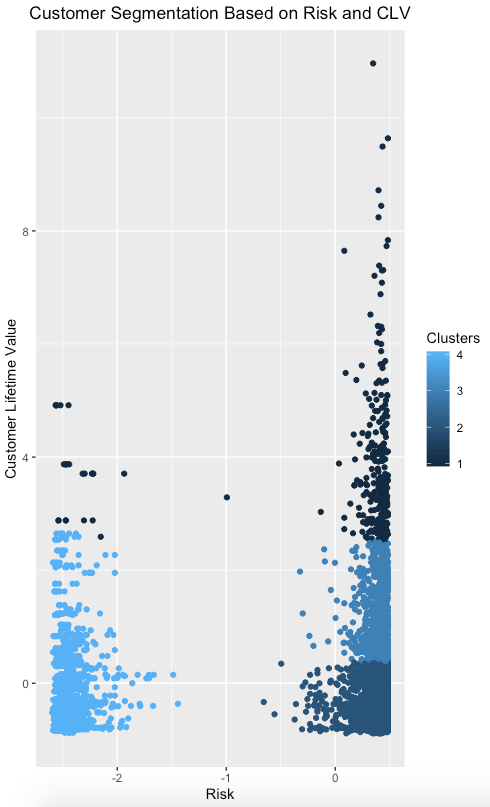 Customer Segmentation Based on Risk and CLV
8
4
0
Customer Lifetime Value
-2
-1
0
Risk
Clusters
4
3
2
1